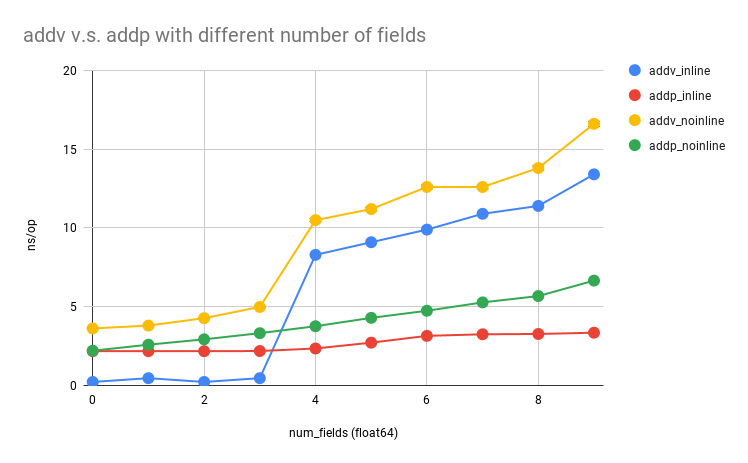 addv v.s. addp with different number of fields
20
15
10
5
0
ns/op
0 2 4 6 8
num_fields (float64)
addv_inline
addp_inline
addv_noinline
addp_noinline